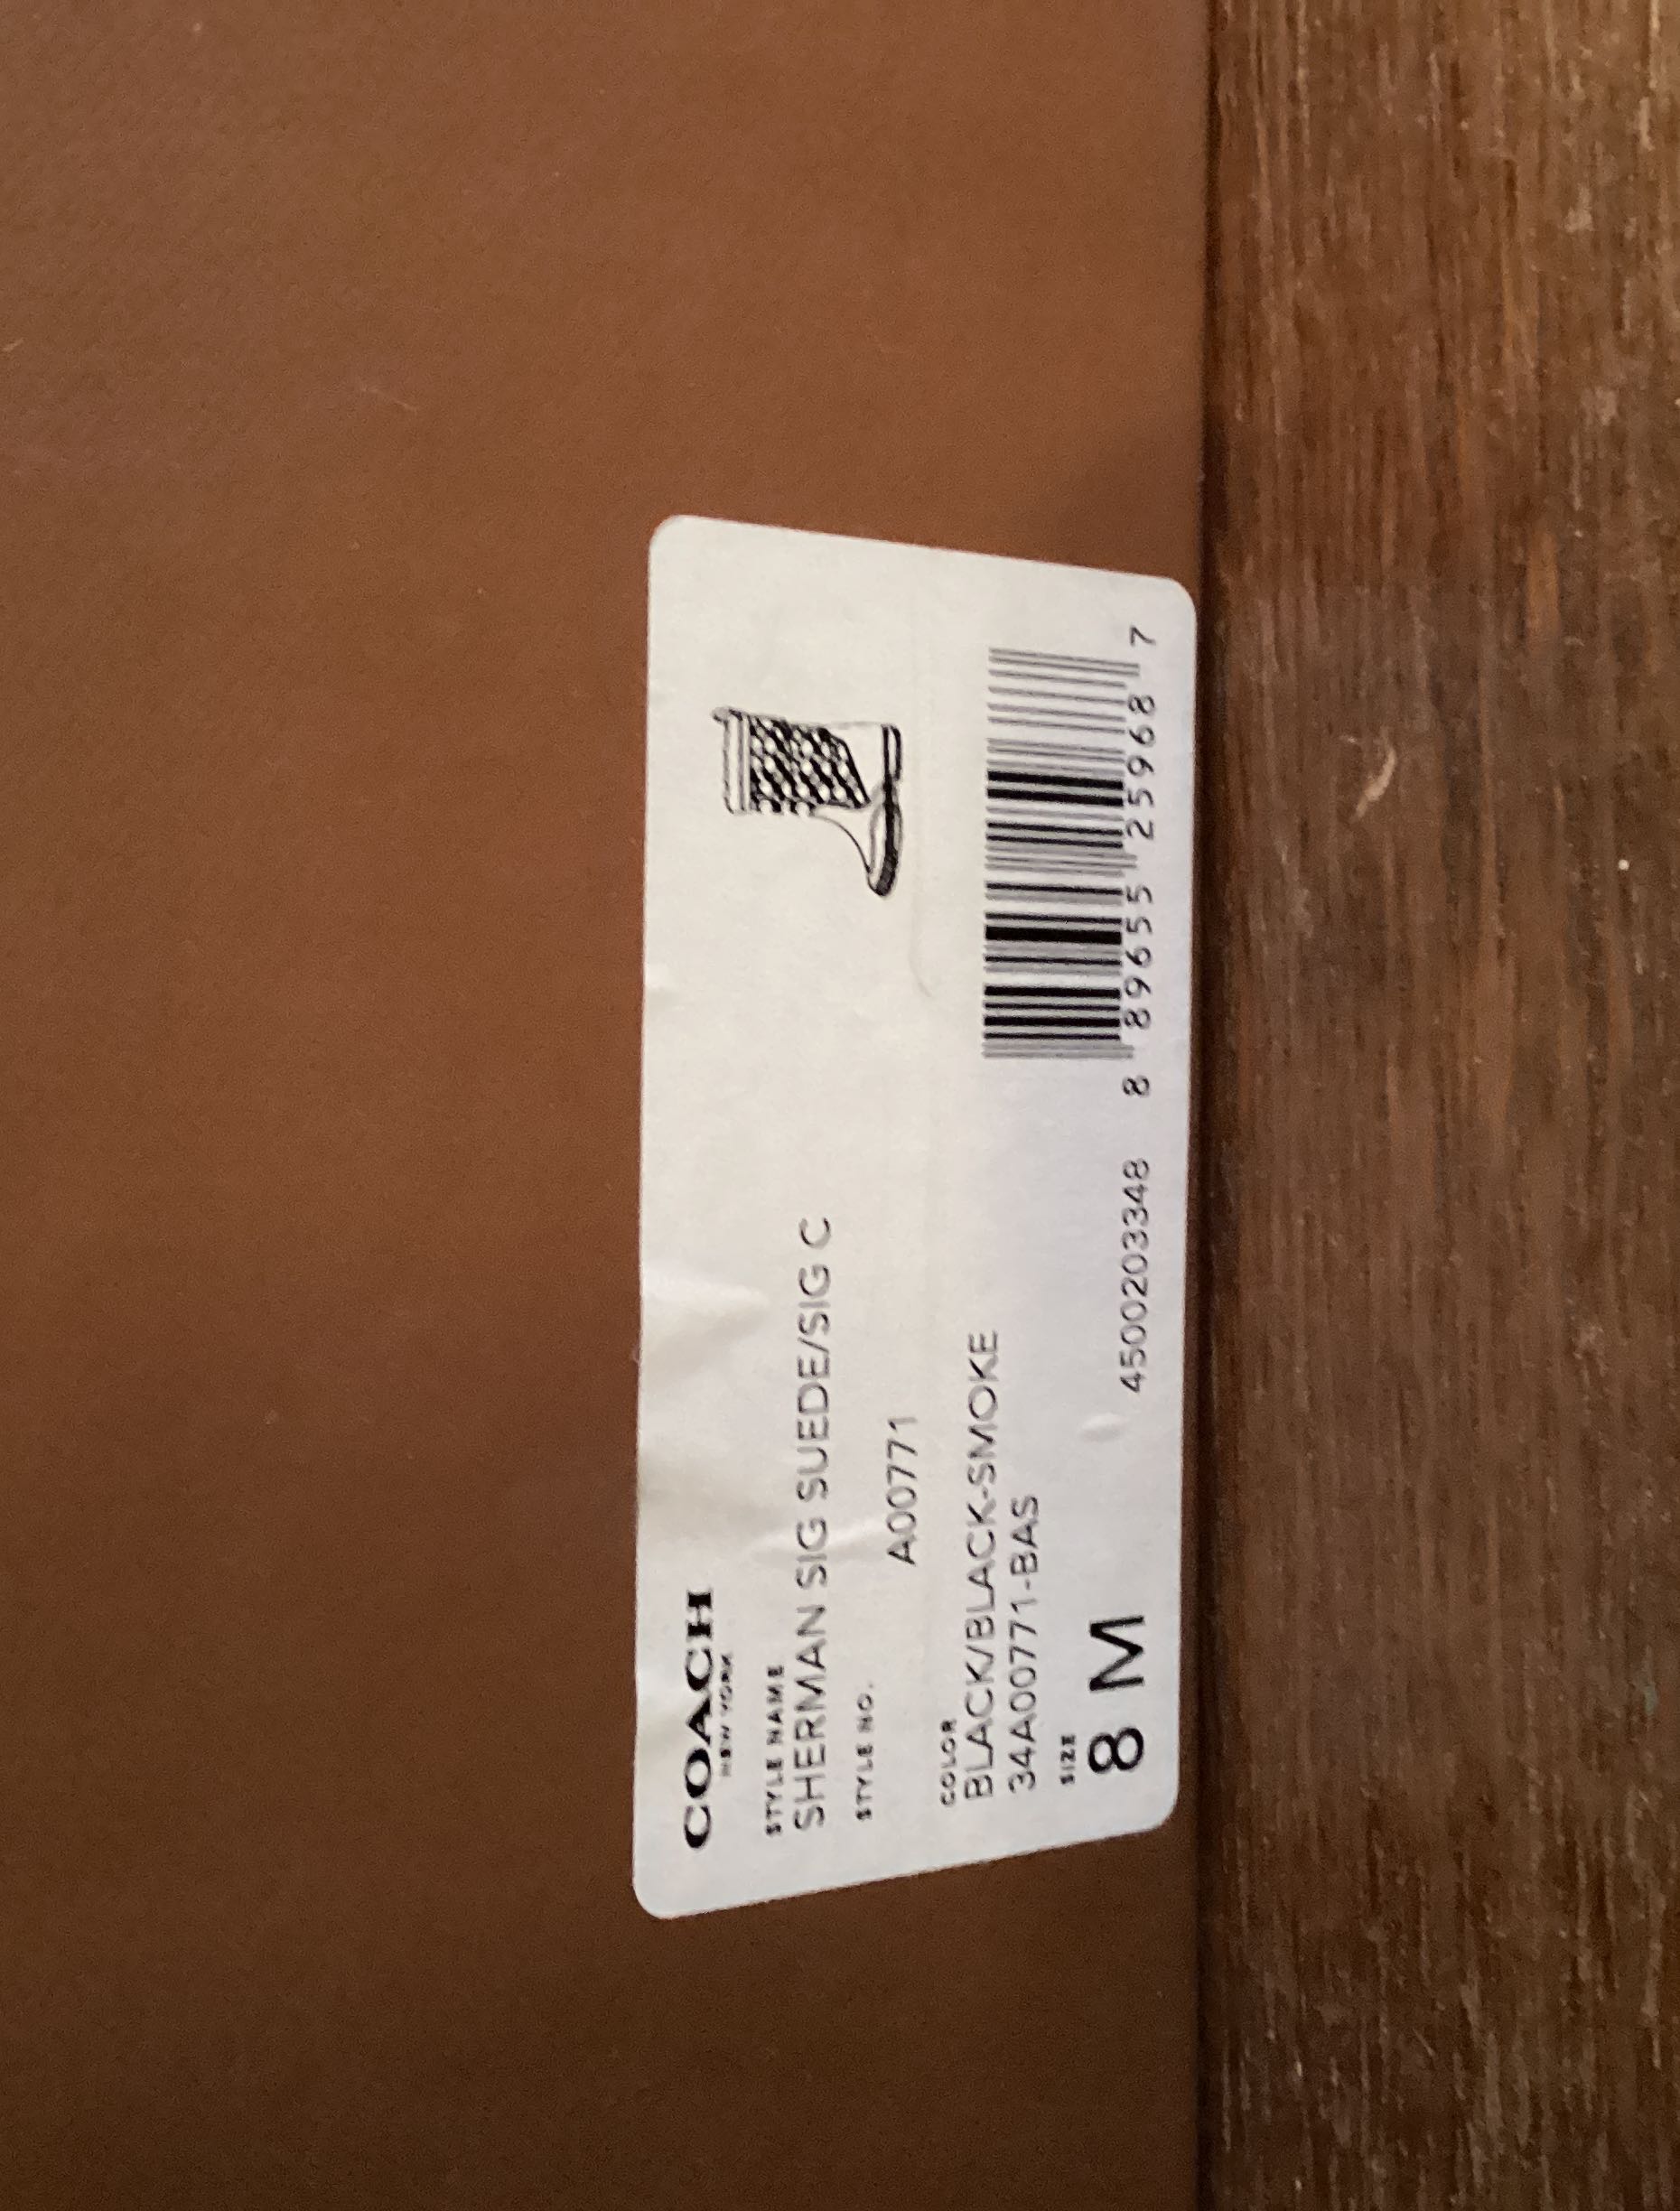 COACH
NEW YORK
STYLE NAME
SHERMAN SIG SUEDE/SIG C
STYLE NO.
A00771
COLOR
BLACK/BLACK-SMOKE
34A00771-BAS
SIZE
8 M
4500203348
8 89655 25968 7